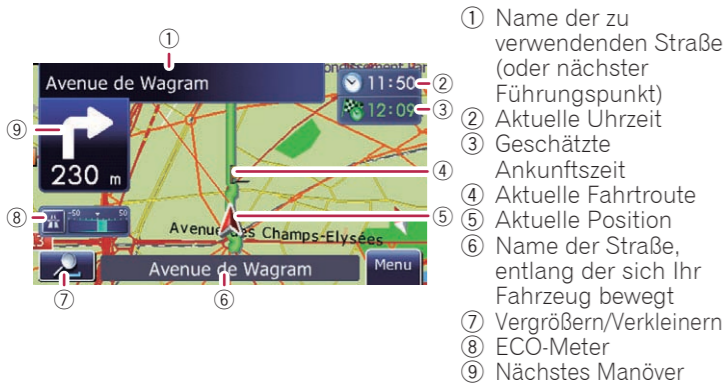 ①
Avenue de Wagram
11:50
②
12:09
③
⑨
230 m
④
⑧
-50 50
⑤
Avenue des Champs-Elysées
Avenue de Wagram
Menu
⑦
⑥
① Name der zu
verwendenden Straße
(oder nächster
Führungspunkt)
② Aktuelle Uhrzeit
③ Geschätzte
Ankunftszeit
④ Aktuelle Fahrtroute
⑤ Aktuelle Position
⑥ Name der Straße,
entlang der sich Ihr
Fahrzeug bewegt
⑦ Vergrößern/Verkleinern
⑧ ECO-Meter
⑨ Nächstes Manöver